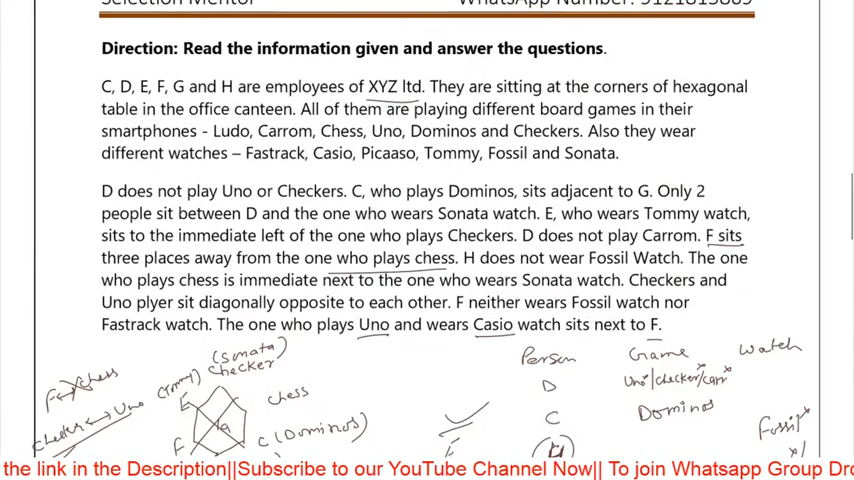 Selection Mentor WhatsApp Number: 9121813869
Direction: Read the information given and answer the questions.
C, D, E, F, G and H are employees of XYZ ltd. They are sitting at the corners of hexagonal
table in the office canteen. All of them are playing different board games in their
smartphones - Ludo, Carrom, Chess, Uno, Dominos and Checkers. Also they wear
different watches – Fastrack, Casio, Picaaso, Tommy, Fossil and Sonata.
D does not play Uno or Checkers. C, who plays Dominos, sits adjacent to G. Only 2
people sit between D and the one who wears Sonata watch. E, who wears Tommy watch,
sits to the immediate left of the one who plays Checkers. D does not play Carrom. F sits
three places away from the one who plays chess. H does not wear Fossil Watch. The one
who plays chess is immediate next to the one who wears Sonata watch. Checkers and
Uno plyer sit diagonally opposite to each other. F neither wears Fossil watch nor
Fastrack watch. The one who plays Uno and wears Casio watch sits next to F.
(Sonata)
Checker
Person Game Watch
F chess
(Tommy)
D Uno/checker/carr
E chess
Checker ↔ Uno
C Dominos
F C (Dominos)
Fossil
the link in the Description||Subscribe to our YouTube Channel Now|| To join Whatsapp Group Dro